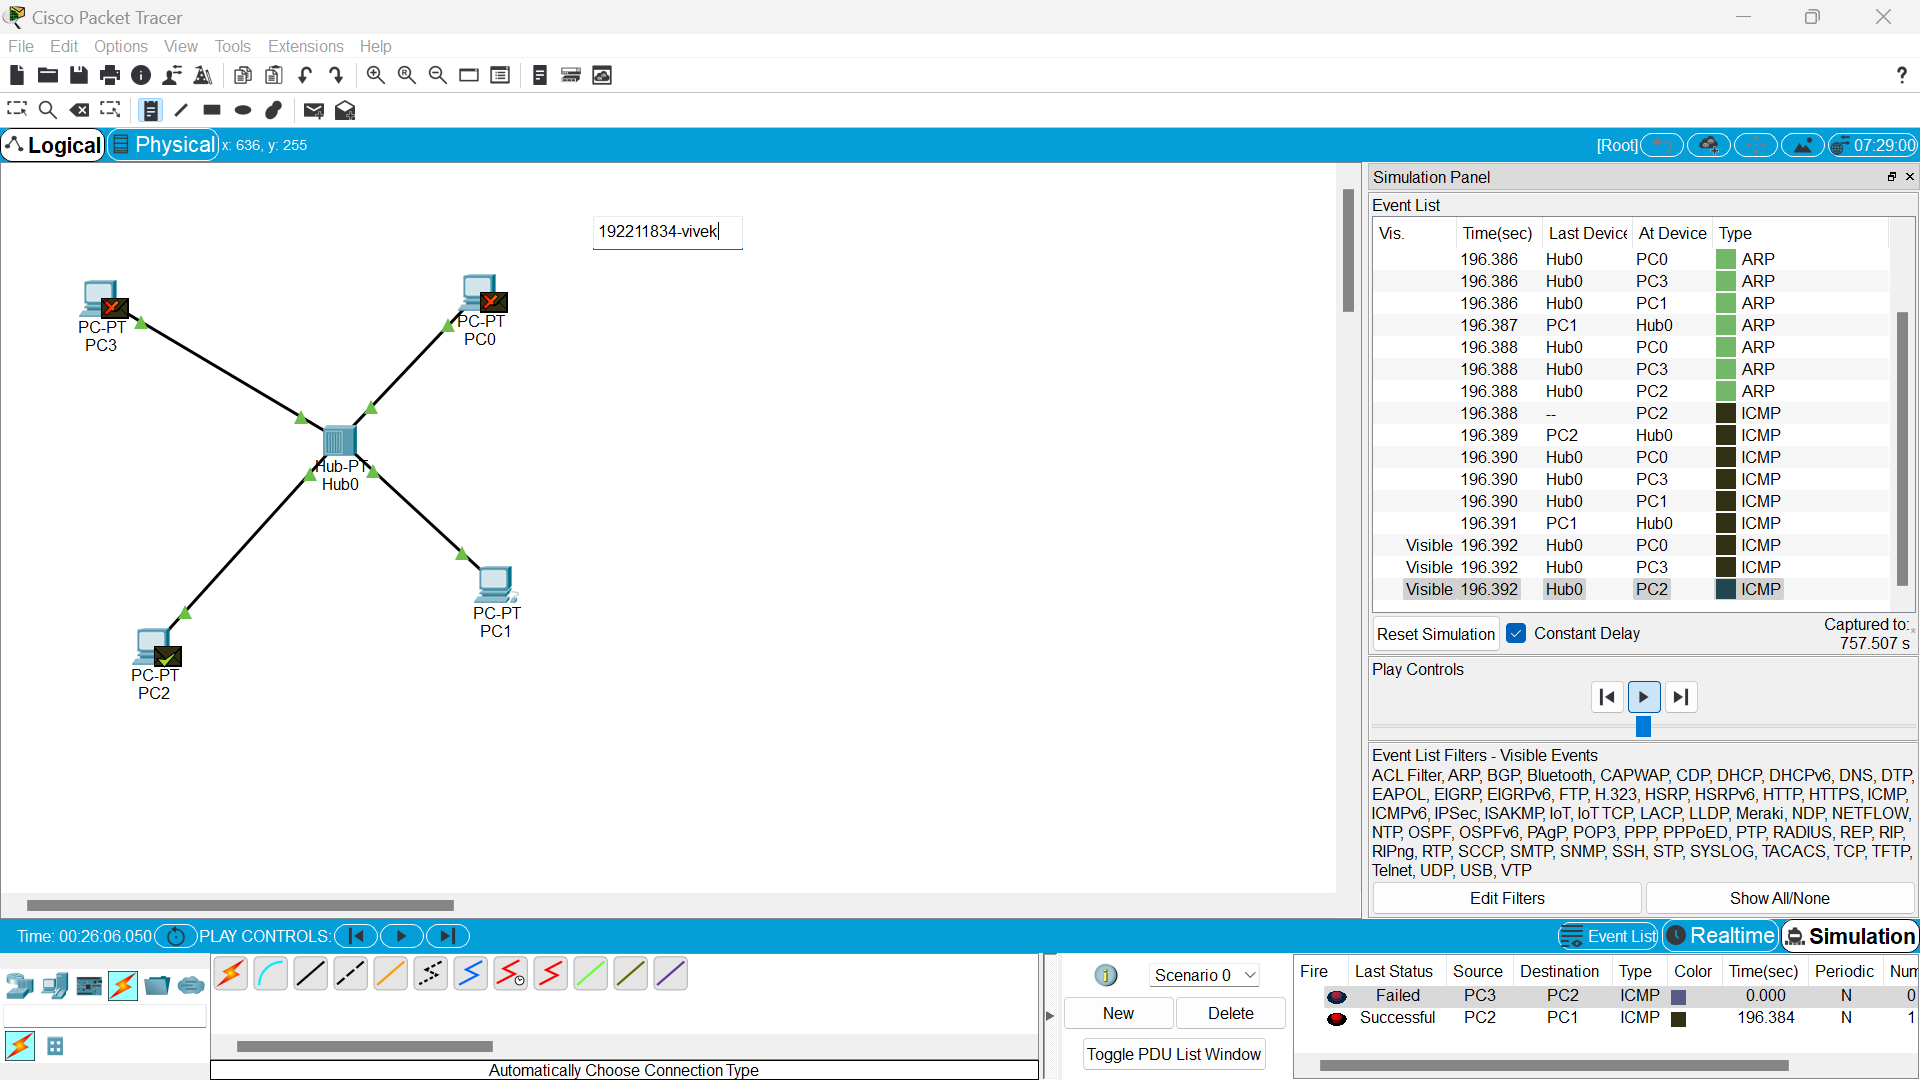 Cisco Packet Tracer
File Edit Options View Tools Extensions Help
?
Logical Physical x: 636, y: 255 [Root] 07:29:00
192211834-vivek
PC-PT
PC3
PC-PT
PC0
Hub-PT
Hub0
PC-PT
PC1
PC-PT
PC2
Simulation Panel
Event List
Vis. Time(sec) Last Device At Device Type
196.386 Hub0 PC0 ARP
196.386 Hub0 PC3 ARP
196.386 Hub0 PC1 ARP
196.387 PC1 Hub0 ARP
196.388 Hub0 PC0 ARP
196.388 Hub0 PC3 ARP
196.388 Hub0 PC2 ARP
196.388 -- PC2 ICMP
196.389 PC2 Hub0 ICMP
196.390 Hub0 PC0 ICMP
196.390 Hub0 PC3 ICMP
196.390 Hub0 PC1 ICMP
196.391 PC1 Hub0 ICMP
Visible 196.392 Hub0 PC0 ICMP
Visible 196.392 Hub0 PC3 ICMP
Visible 196.392 Hub0 PC2 ICMP
Reset Simulation Constant Delay Captured to:
757.507 s
Play Controls
Event List Filters - Visible Events
ACL Filter, ARP, BGP, Bluetooth, CAPWAP, CDP, DHCP, DHCPv6, DNS, DTP,
EAPOL, EIGRP, EIGRPv6, FTP, H.323, HSRP, HSRPv6, HTTP, HTTPS, ICMP,
ICMPv6, IPSec, ISAKMP, IoT, IoT TCP, LACP, LLDP, Meraki, NDP, NETFLOW,
NTP, OSPF, OSPFv6, PAgP, POP3, PPP, PPPoED, PTP, RADIUS, REP, RIP,
RIPng, RTP, SCCP, SMTP, SNMP, SSH, STP, SYSLOG, TACACS, TCP, TFTP,
Telnet, UDP, USB, VTP
Edit Filters Show All/None
Time: 00:26:06.050 PLAY CONTROLS: Event List Realtime Simulation
Scenario 0
New Delete
Toggle PDU List Window
Automatically Choose Connection Type
Fire Last Status Source Destination Type Color Time(sec) Periodic Num
Failed PC3 PC2 ICMP 0.000 N 0
Successful PC2 PC1 ICMP 196.384 N 1